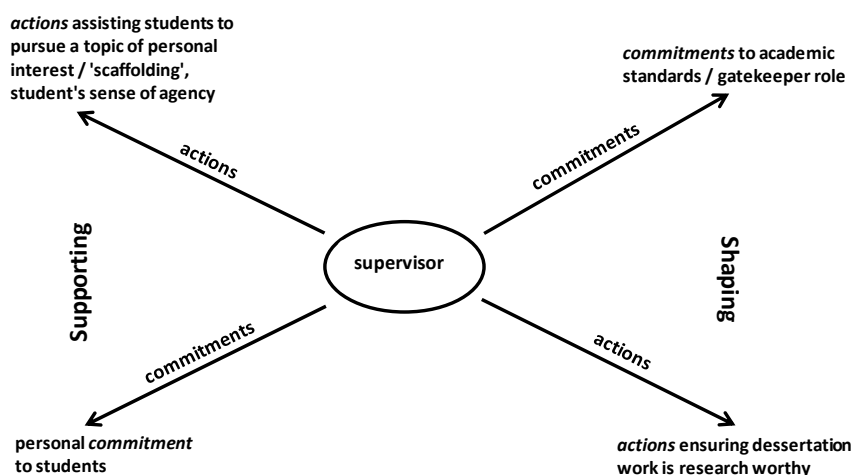 actions assisting students to
pursue a topic of personal
interest / 'scaffolding',
student's sense of agency
commitments to academic
standards / gatekeeper role
actions
commitments
supervisor
Supporting
Shaping
commitments
actions
personal commitment
to students
actions ensuring dessertation
work is research worthy